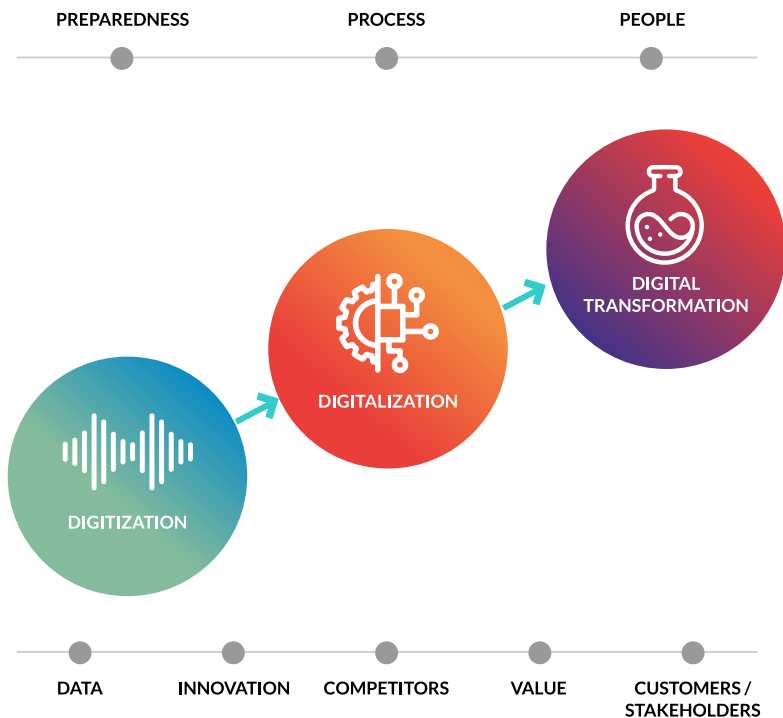 PREPAREDNESS PROCESS PEOPLE
DIGITAL
TRANSFORMATION
DIGITALIZATION
DIGITIZATION
DATA INNOVATION COMPETITORS VALUE CUSTOMERS /
STAKEHOLDERS